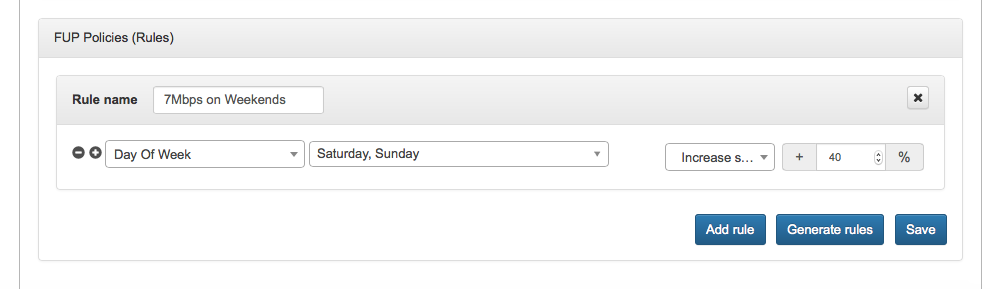 FUP Policies (Rules)
Rule name 7Mbps on Weekends
Day Of Week Saturday, Sunday Increase s... + 40 %
Add rule Generate rules Save